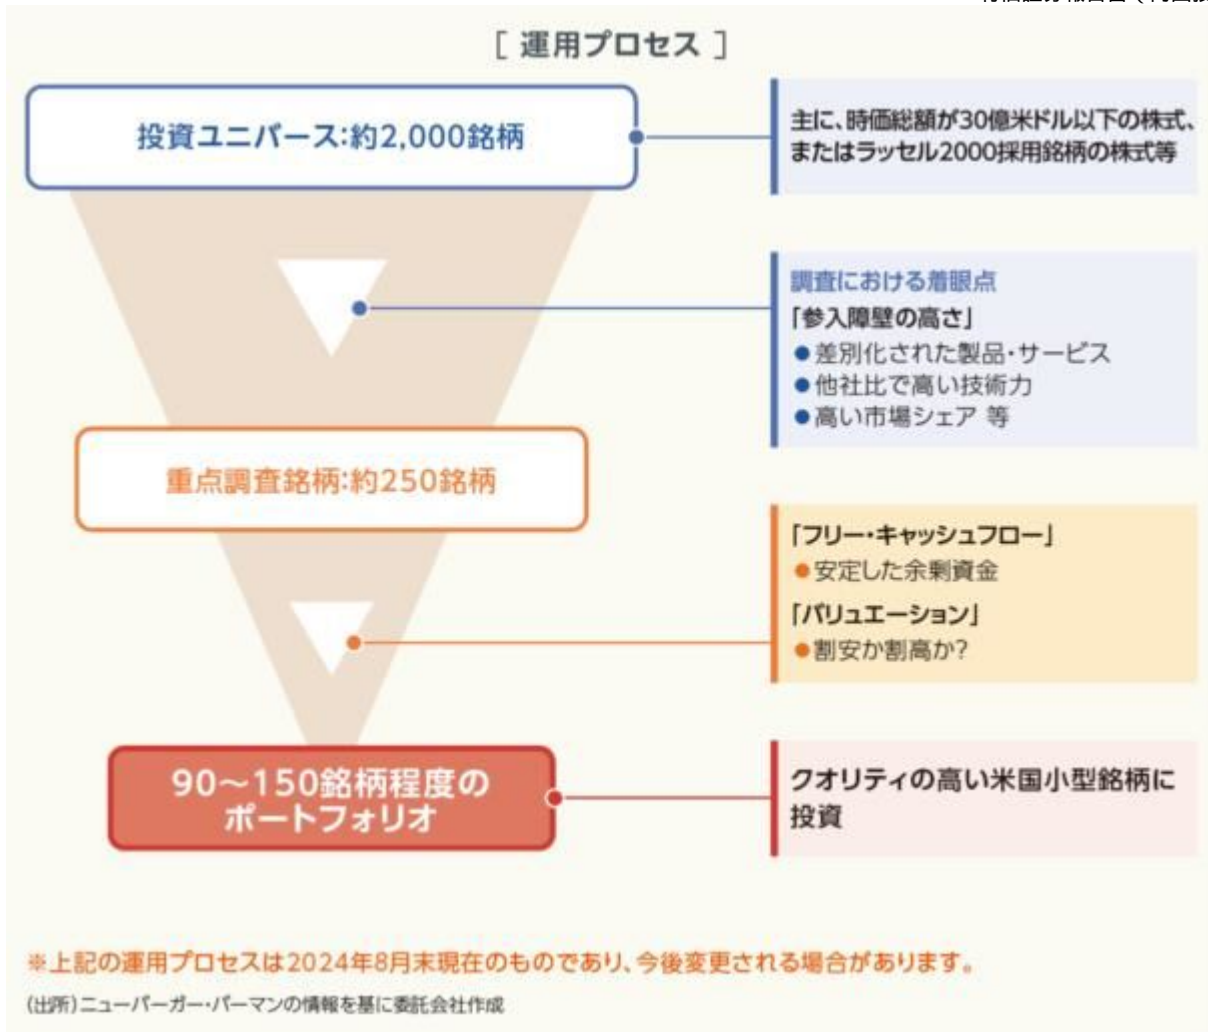 [ 運用プロセス ]
投資ユニバース:約2,000銘柄
主に、時価総額が30億米ドル以下の株式、
またはラッセル2000採用銘柄の株式等
調査における着眼点
「参入障壁の高さ」
●差別化された製品・サービス
●他社比で高い技術力
●高い市場シェア 等
重点調査銘柄:約250銘柄
「フリー・キャッシュフロー」
●安定した余剰資金
「バリュエーション」
●割安か割高か?
90～150銘柄程度の
ポートフォリオ
クオリティの高い米国小型銘柄に
投資
※上記の運用プロセスは2024年8月末現在のものであり、今後変更される場合があります。
(出所)ニューバーガー・バーマンの情報を基に委託会社作成